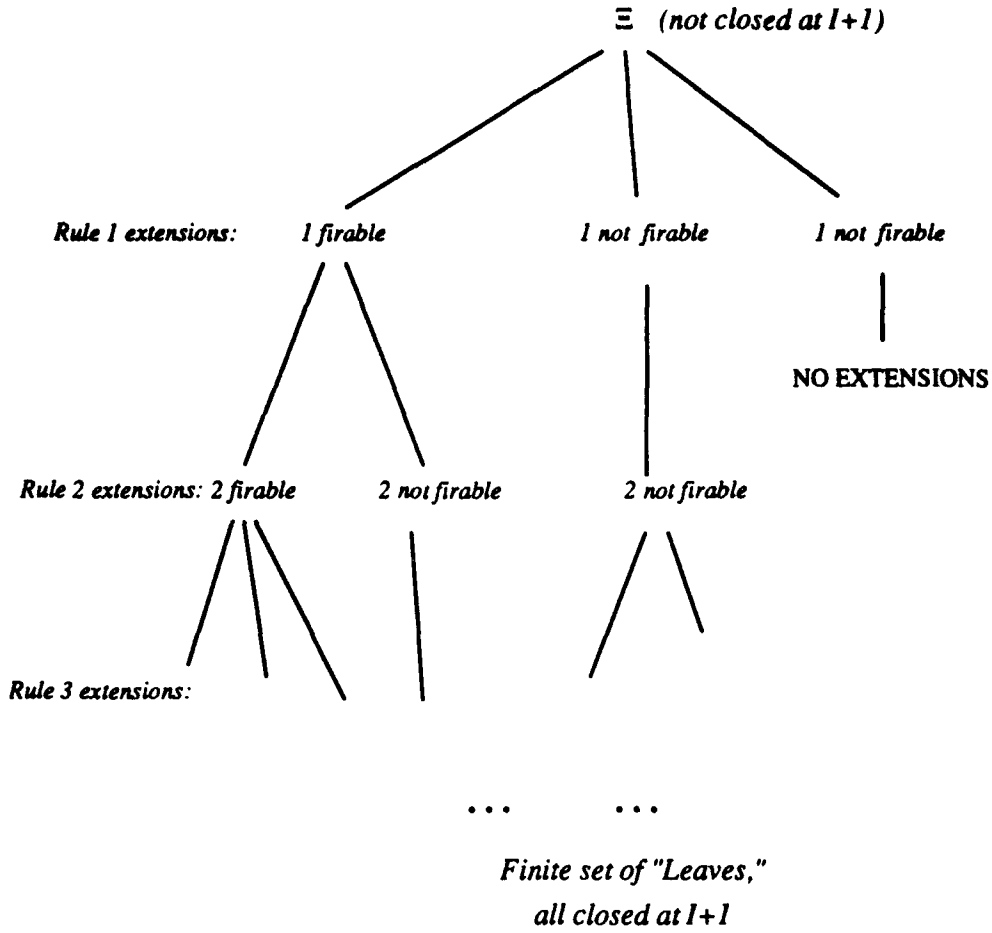 Ξ (not closed at I+1)
Rule 1 extensions: 1 firable 1 not firable 1 not firable
NO EXTENSIONS
Rule 2 extensions: 2 firable 2 not firable 2 not firable
Rule 3 extensions:
... ...
Finite set of "Leaves,"
all closed at I+1